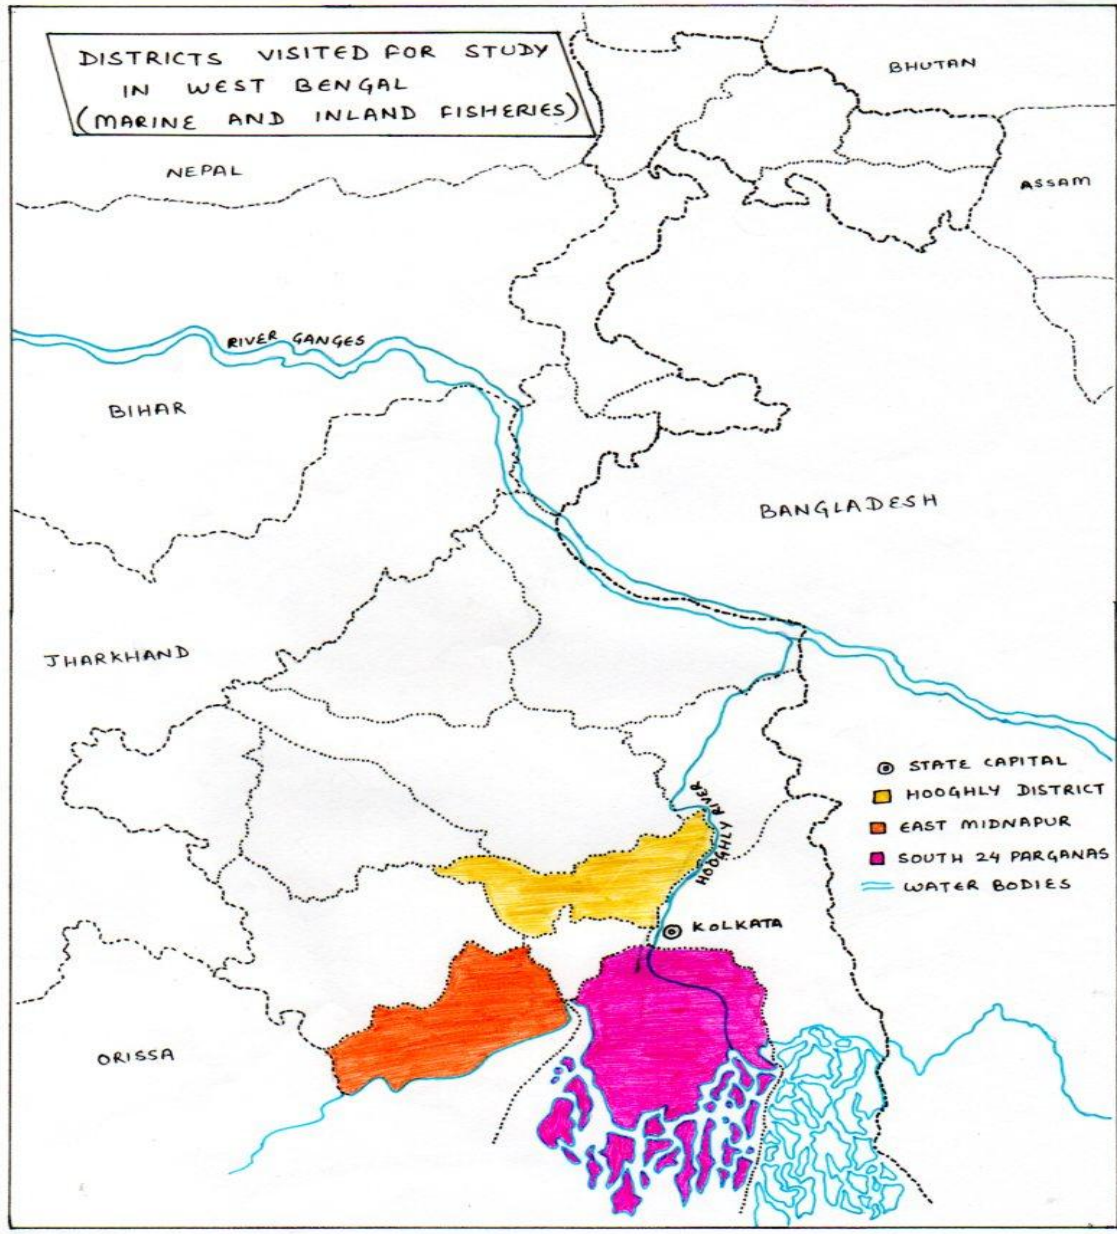 DISTRICTS VISITED FOR STUDY
IN WEST BENGAL
(MARINE AND INLAND FISHERIES)
BHUTAN
NEPAL
ASSAM
RIVER GANGES
BIHAR
BANGLADESH
JHARKHAND
STATE CAPITAL
HOOGHLY DISTRICT
EAST MIDNAPUR
SOUTH 24 PARGANAS
WATER BODIES
HOOGHLY RIVER
KOLKATA
ORISSA